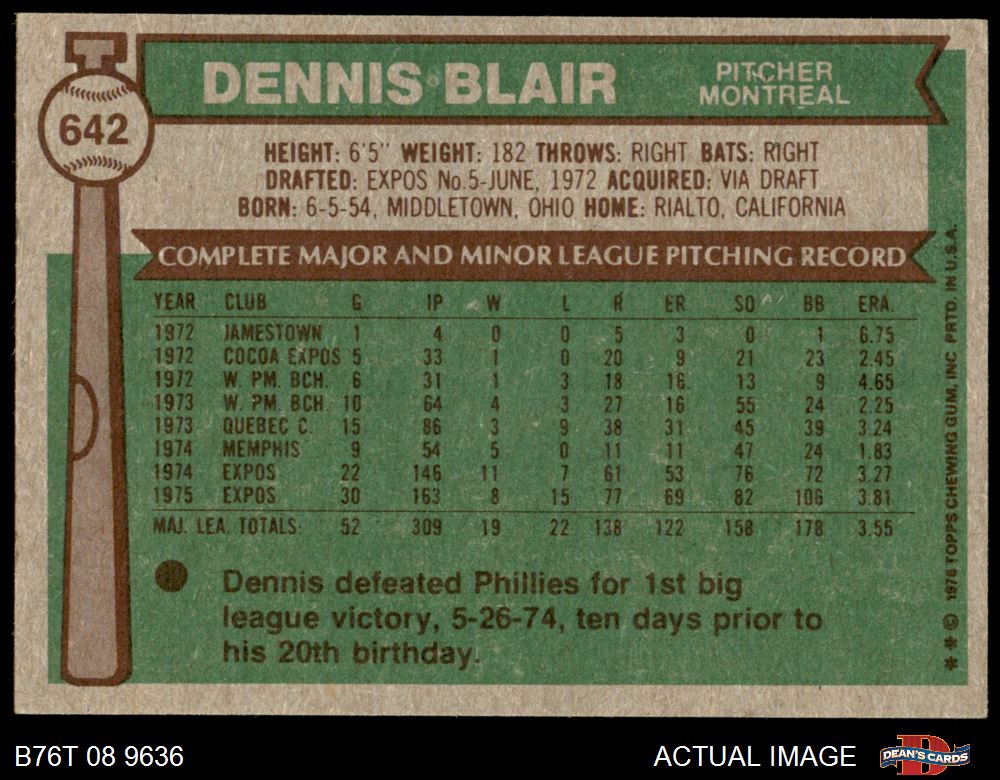 DENNIS BLAIR
PITCHER
MONTREAL
642
HEIGHT: 6'5" WEIGHT: 182 THROWS: RIGHT BATS: RIGHT
DRAFTED: EXPOS No.5-JUNE, 1972 ACQUIRED: VIA DRAFT
BORN: 6-5-54, MIDDLETOWN, OHIO HOME: RIALTO, CALIFORNIA
COMPLETE MAJOR AND MINOR LEAGUE PITCHING RECORD
YEAR CLUB G IP W L R ER SO BB ERA.
1972 JAMESTOWN 1 4 0 0 5 3 0 1 6.75
1972 COCOA EXPOS 5 33 1 0 20 9 21 23 2.45
1972 W. PM. BCH. 6 31 1 3 18 16 13 9 4.65
1973 W. PM. BCH. 10 64 4 3 27 16 55 24 2.25
1973 QUEBEC C. 15 86 3 9 38 31 45 39 3.24
1974 MEMPHIS 9 54 5 0 11 11 47 24 1.83
1974 EXPOS 22 146 11 7 61 53 76 72 3.27
1975 EXPOS 30 163 8 15 77 69 82 106 3.81
MAJ. LEA. TOTALS: 52 309 19 22 138 122 158 178 3.55
Dennis defeated Phillies for 1st big
league victory, 5-26-74, ten days prior to
his 20th birthday.
* * © 1976 TOPPS CHEWING GUM, INC PRTD. IN U.S.A.
B76T 08 9636
ACTUAL IMAGE
D
DEAN'S CARDS